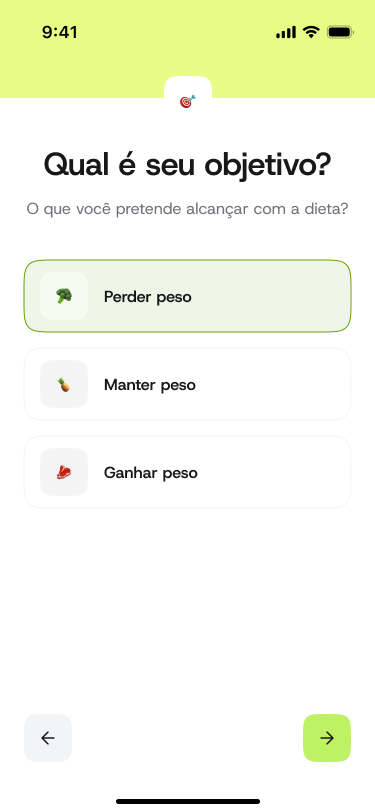 9:41
Qual é seu objetivo?
O que você pretende alcançar com a dieta?
Perder peso
Manter peso
Ganhar peso